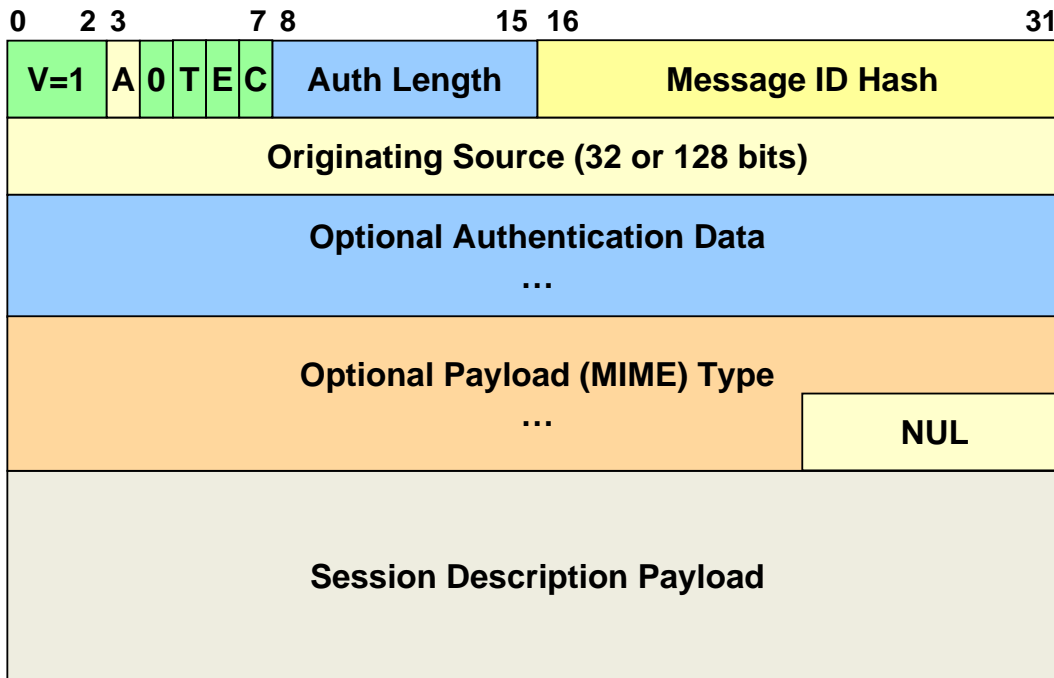 0 2 3 7 8 15 16 31
V=1 A 0 T E C Auth Length Message ID Hash
Originating Source (32 or 128 bits)
Optional Authentication Data
…
Optional Payload (MIME) Type
…
NUL
Session Description Payload